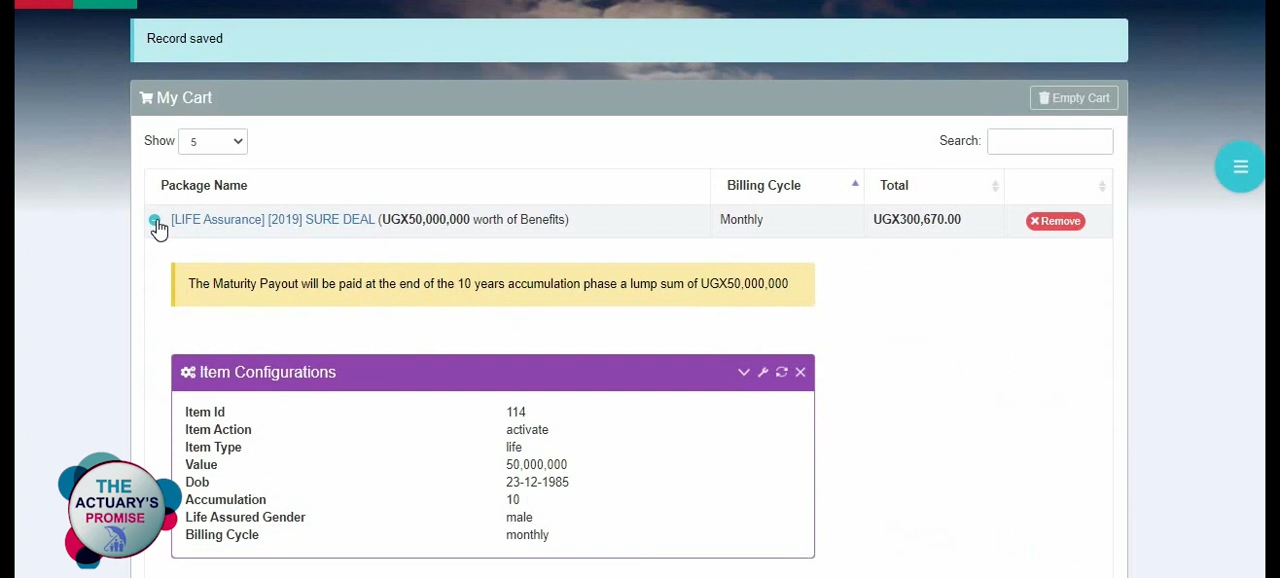 Record saved
My Cart
Empty Cart
Show 5
Search:
Package Name Billing Cycle Total
[LIFE Assurance] [2019] SURE DEAL (UGX50,000,000 worth of Benefits) Monthly UGX300,670.00 Remove
The Maturity Payout will be paid at the end of the 10 years accumulation phase a lump sum of UGX50,000,000
Item Configurations
Item Id 114
Item Action activate
Item Type life
Value 50,000,000
Dob 23-12-1985
Accumulation 10
Life Assured Gender male
Billing Cycle monthly
THE
ACTUARY'S
PROMISE